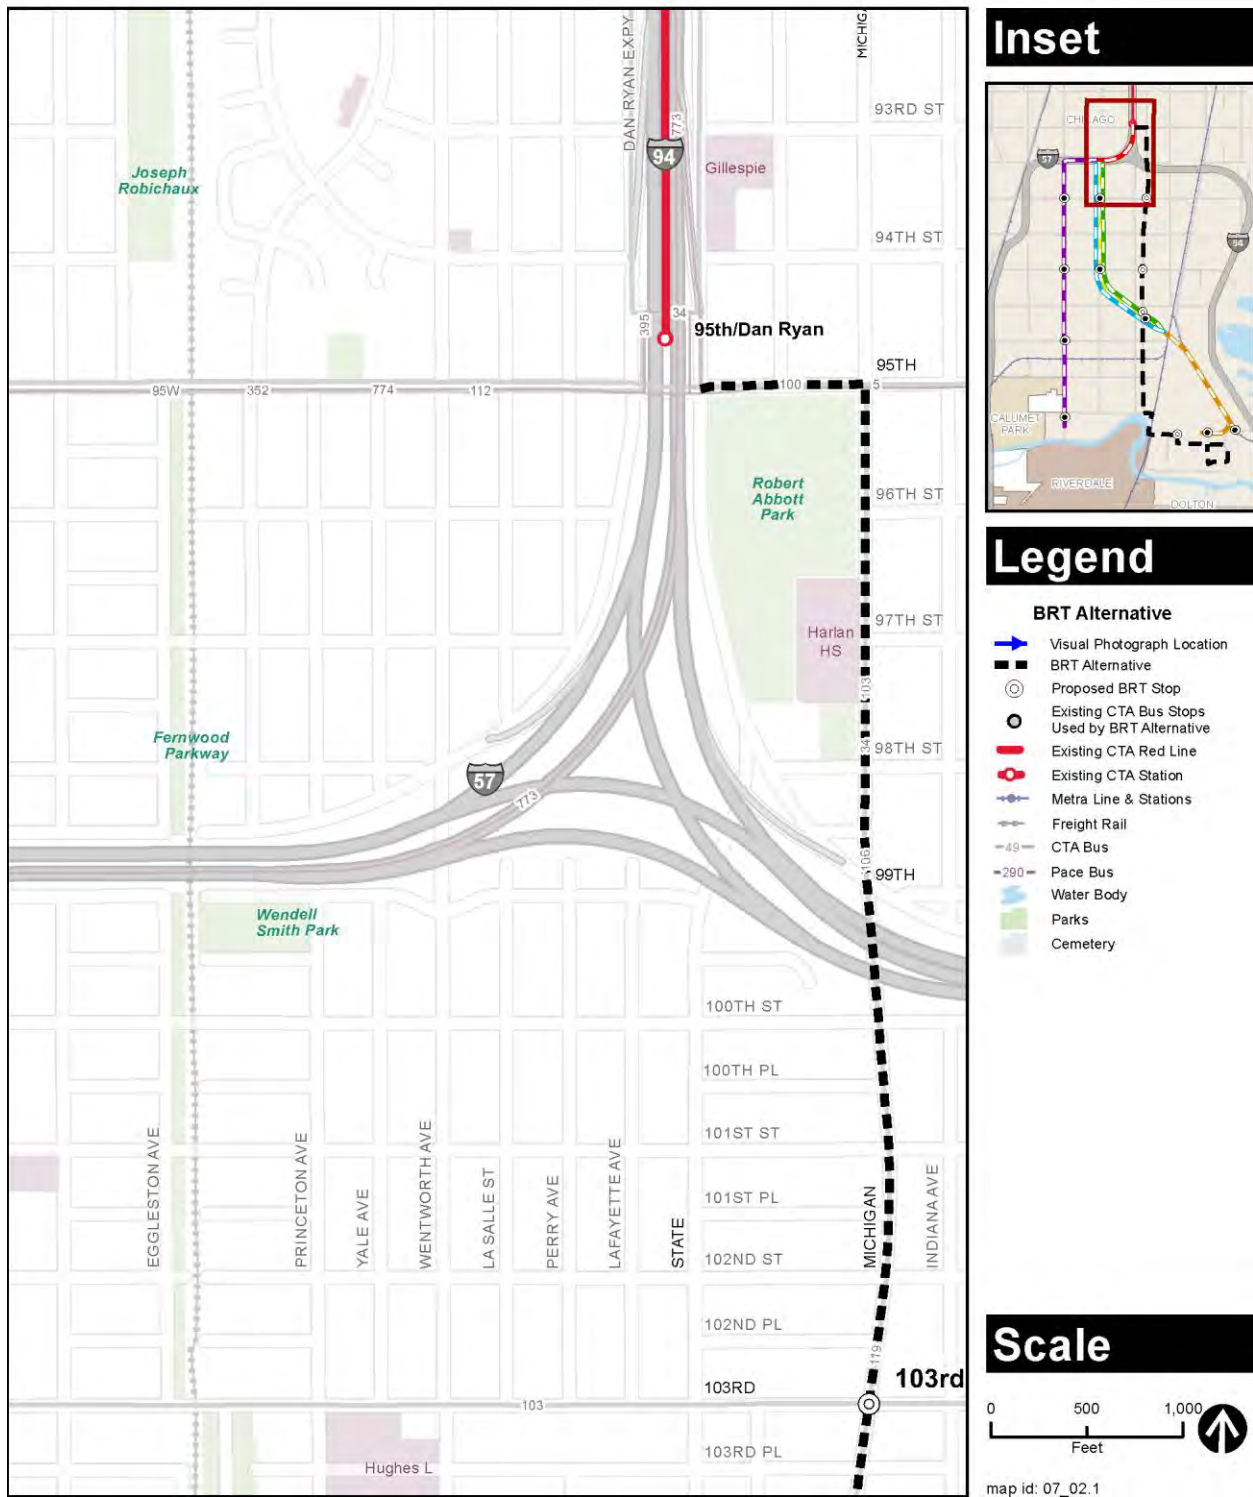 DAN RYAN EXPY
773
93RD ST
94
Gillespie
Joseph
Robichaux
94TH ST
395
34
95th/Dan Ryan
95TH
95W
352
774
112
100
5
Robert
Abbott
Park
96TH ST
Harlan
HS
97TH ST
103
34
98TH ST
Fernwood
Parkway
57
773
106
99TH
Wendell
Smith Park
100TH ST
100TH PL
101ST ST
101ST PL
102ND ST
102ND PL
EGGLESTON AVE
PRINCETON AVE
YALE AVE
WENTWORTH AVE
LA SALLE ST
PERRY AVE
LAFAYETTE AVE
STATE
MICHIGAN
INDIANA AVE
119
103RD
103rd
103
103RD PL
Hughes L
Inset
CHICAGO
57
94
CALUMET
PARK
RIVERDALE
DOLTON
Legend
BRT Alternative
Visual Photograph Location
BRT Alternative
Proposed BRT Stop
Existing CTA Bus Stops
Used by BRT Alternative
Existing CTA Red Line
Existing CTA Station
Metra Line & Stations
Freight Rail
49 CTA Bus
290 Pace Bus
Water Body
Parks
Cemetery
Scale
0 500 1,000
Feet
map id: 07_02.1